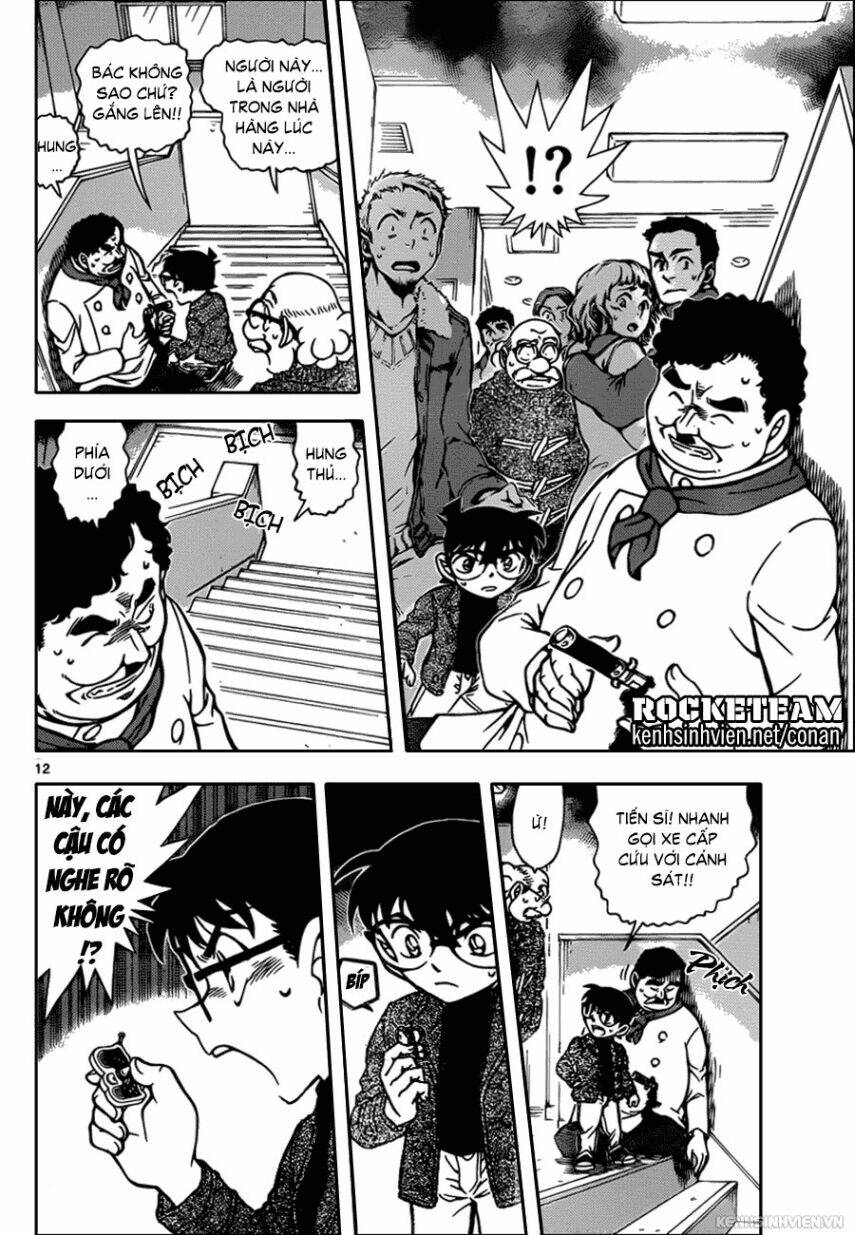 BÁC KHÔNG
SAO CHỨ?
GẮNG LÊN!!
NGƯỜI NÀY...
LÀ NGƯỜI
TRONG NHÀ
HÀNG LÚC
NÃY...
HUNG
...
!?
PHÍA
DƯỚI
...
BỊCH
BỊCH
BỊCH
HUNG
THỦ...
ROCKETEAM
kenhsinhvien.net/conan
12
NÀY, CÁC
CẬU CÓ
NGHE RÕ
KHÔNG
!?
BÍP
Ừ!
TIẾN SĨ! NHANH
GỌI XE CẤP
CỨU VỚI CẢNH
SÁT!!
Phịch
KENHSINHVIEN.VN